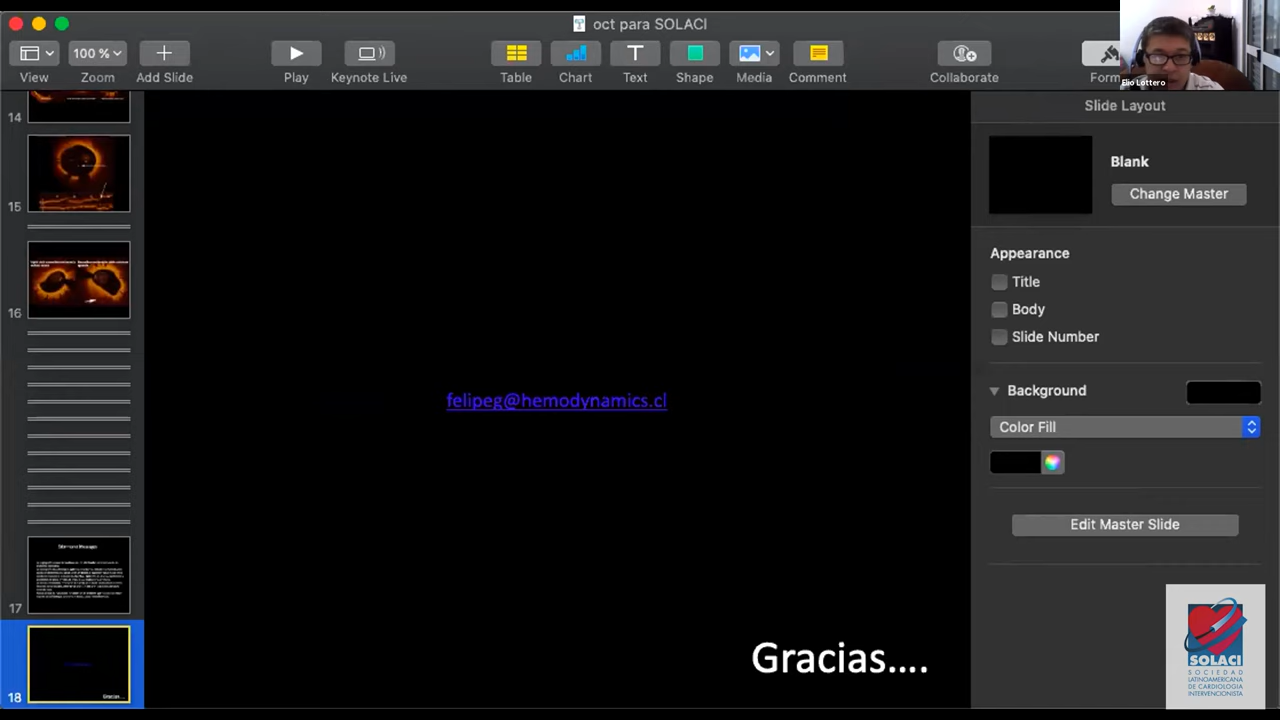 oct para SOLACI
View
100 %
Zoom
Add Slide
Play
Keynote Live
Table
Chart
Text
Shape
Media
Comment
Collaborate
Form
Elio Lottero
Slide Layout
Blank
Change Master
Appearance
Title
Body
Slide Number
Background
Color Fill
Edit Master Slide
14
15
16
17
18
felipeg@hemodynamics.cl
Gracias....
Gracias....
SOLACI
SOCIEDAD
LATINOAMERICANA
DE CARDIOLOGIA
INTERVENCIONISTA